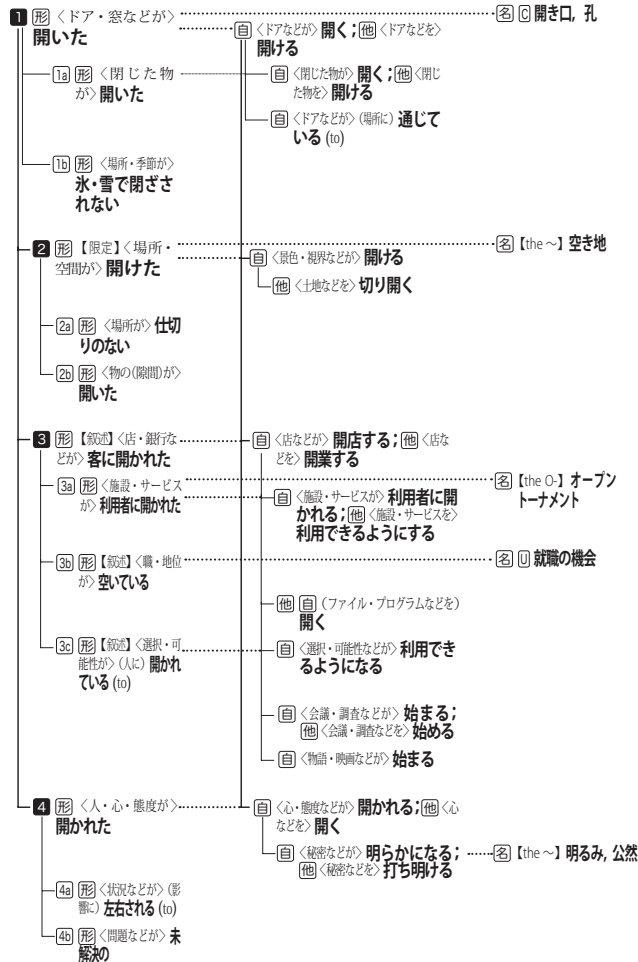 1 形 〈ドア・窓などが〉
開いた
1a 形 〈閉じた物
が〉開いた
1b 形 〈場所・季節が〉
氷・雪で閉ざさ
れない
2 形 【限定】〈場所・
空間が〉開けた
2a 形 〈場所が〉仕切
りのない
2b 形 〈物の(隙間)が〉
開いた
3 形 【叙述】〈店・銀行な
どが〉客に開かれた
3a 形 〈施設・サービス
が〉利用者に開かれた
3b 形 【叙述】〈職・地位
が〉空いている
3c 形 【叙述】〈選択・可
能性が〉(人に) 開かれ
ている (to)
4 形 〈人・心・態度が〉
開かれた
4a 形 〈状況などが〉(影
響に) 左右される (to)
4b 形 〈問題などが〉未
解決の
自 〈ドアなどが〉開く; 他 〈ドアなどを〉
開ける
自 〈閉じた物が〉開く; 他 〈閉じ
た物を〉開ける
自 〈ドアなどが〉(場所に) 通じて
いる (to)
自 〈景色・視界などが〉開ける
他 〈土地などを〉切り開く
自 〈店などが〉開店する; 他 〈店な
どを〉開業する
自 〈施設・サービスが〉利用者に開
かれる; 他 〈施設・サービスを〉
利用できるようにする
他 自 (ファイル・プログラムなどを)
開く
自 〈選択・可能性などが〉利用でき
るようになる
自 〈会議・調査などが〉始まる;
他 〈会議・調査などを〉始める
自 〈物語・映画などが〉始まる
自 〈心・態度などが〉開かれる; 他 〈心
などを〉開く
自 〈秘密などが〉明らかになる;
他 〈秘密などを〉打ち明ける
名 C 開き口, 孔
名 【the ～】空き地
名 【the O-】オープン
トーナメント
名 U 就職の機会
名 【the ～】明るみ, 公然